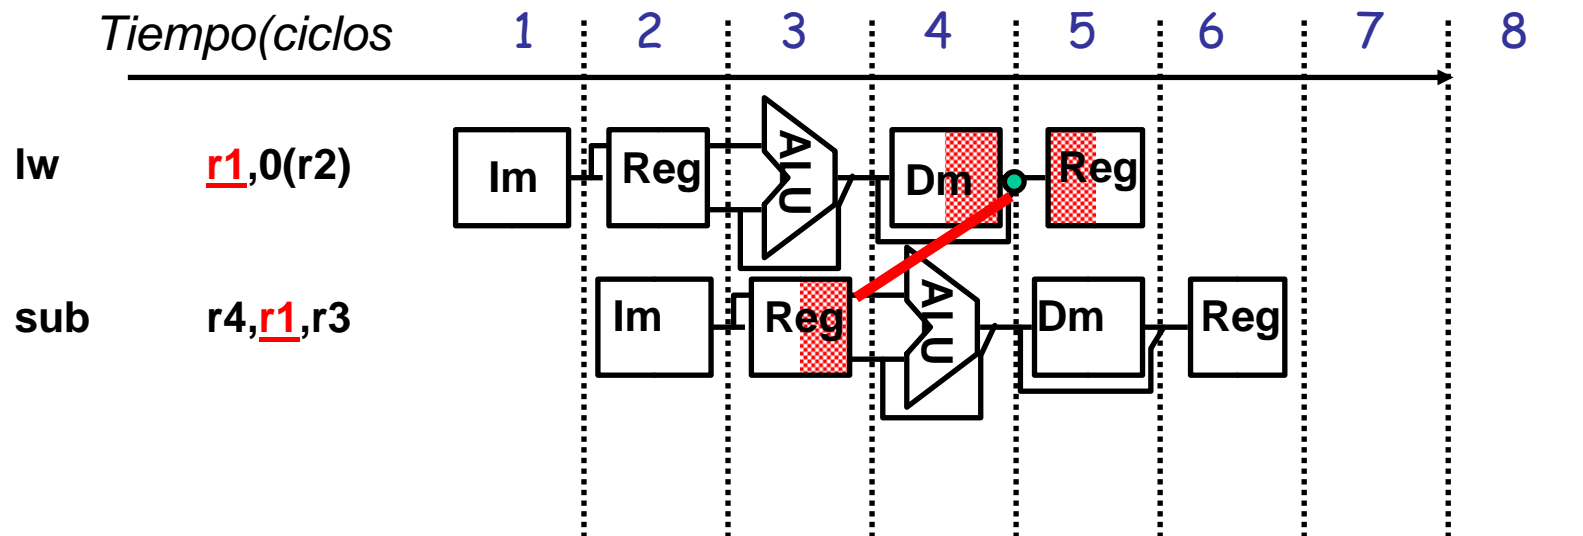 Tiempo(ciclos 1 2 3 4 5 6 7 8
lw r1,0(r2) Im Reg ALU Dm Reg
sub r4,r1,r3 Im Reg ALU Dm Reg